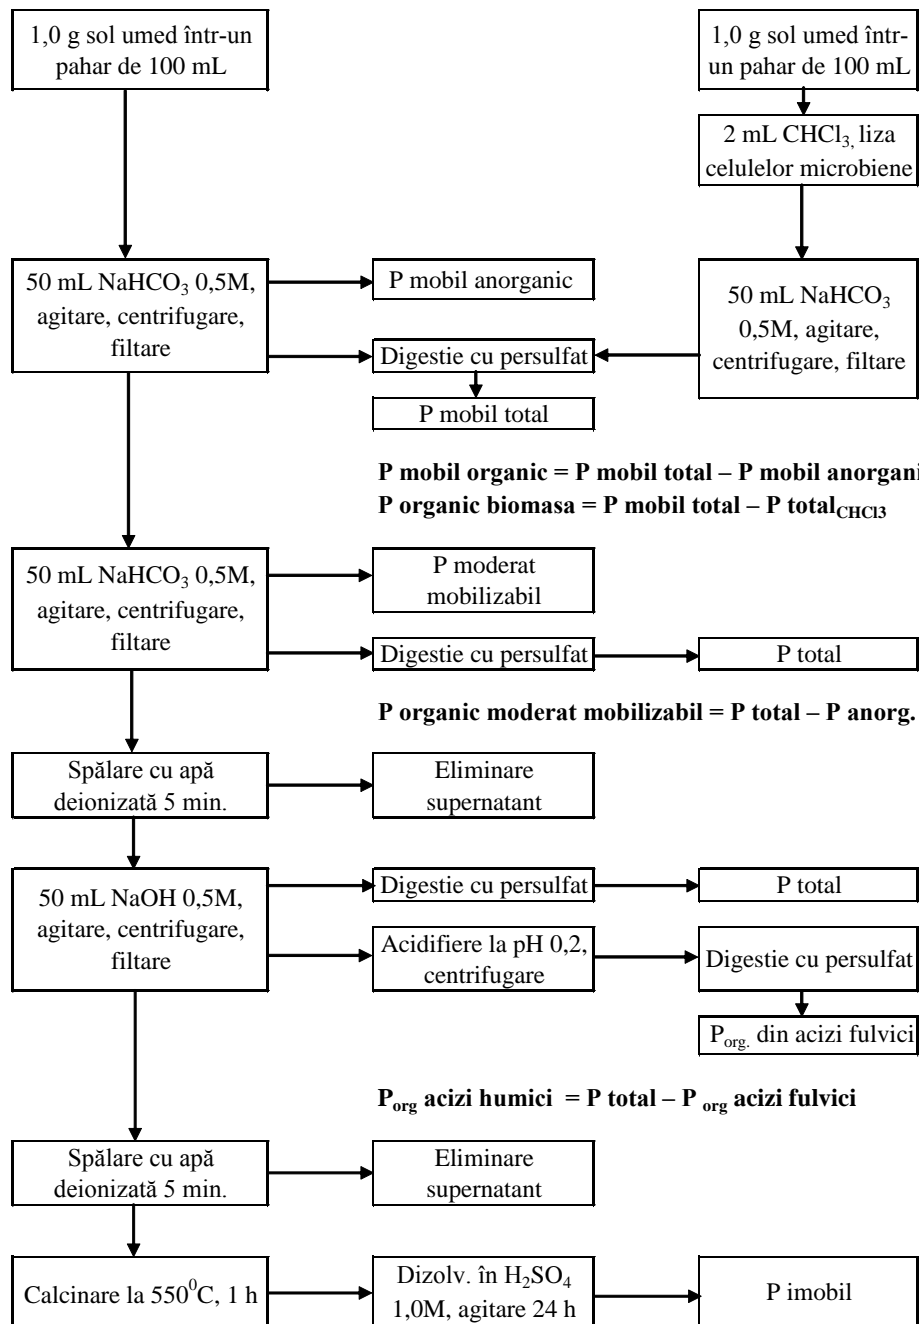 1,0 g sol umed într-un
pahar de 100 mL
1,0 g sol umed într-
un pahar de 100 mL
2 mL CHCl3, liza
celulelor microbiene
50 mL NaHCO3 0,5M,
agitare, centrifugare,
filtare
P mobil anorganic
Digestie cu persulfat
P mobil total
50 mL NaHCO3
0,5M, agitare,
centrifugare, filtare
P mobil organic = P mobil total – P mobil anorgani
P organic biomasa = P mobil total – P totalCHCl3
50 mL NaHCO3 0,5M,
agitare, centrifugare,
filtare
P moderat
mobilizabil
Digestie cu persulfat
P total
P organic moderat mobilizabil = P total – P anorg.
Spălare cu apă
deionizată 5 min.
Eliminare
supernatant
50 mL NaOH 0,5M,
agitare, centrifugare,
filtare
Digestie cu persulfat
P total
Acidifiere la pH 0,2,
centrifugare
Digestie cu persulfat
Porg. din acizi fulvici
Porg acizi humici = P total – P org acizi fulvici
Spălare cu apă
deionizată 5 min.
Eliminare
supernatant
Calcinare la 550⁰C, 1 h
Dizolv. în H2SO4
1,0M, agitare 24 h
P imobil